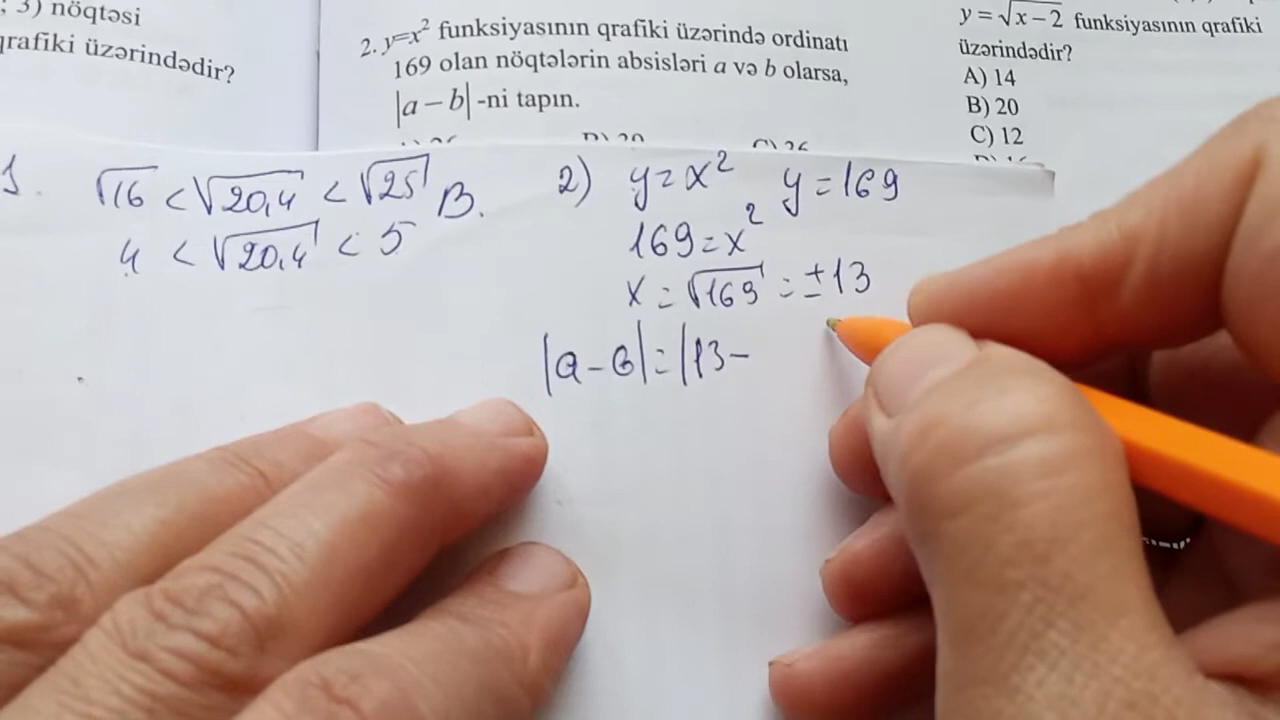 ; 3) nöqtəsi
qrafiki üzərindədir?
2. y=x² funksiyasının qrafiki üzərində ordinatı
169 olan nöqtələrin absisləri a və b olarsa,
|a – b| -ni tapın.
y = √x – 2 funksiyasının qrafiki
üzərindədir?
A) 14
B) 20
C) 12
1. √16 < √20,4 < √25 B.
4 < √20,4 < 5
2) y = x² y = 169
169 = x²
x = √169 = ±13
|a – b| = |13 –